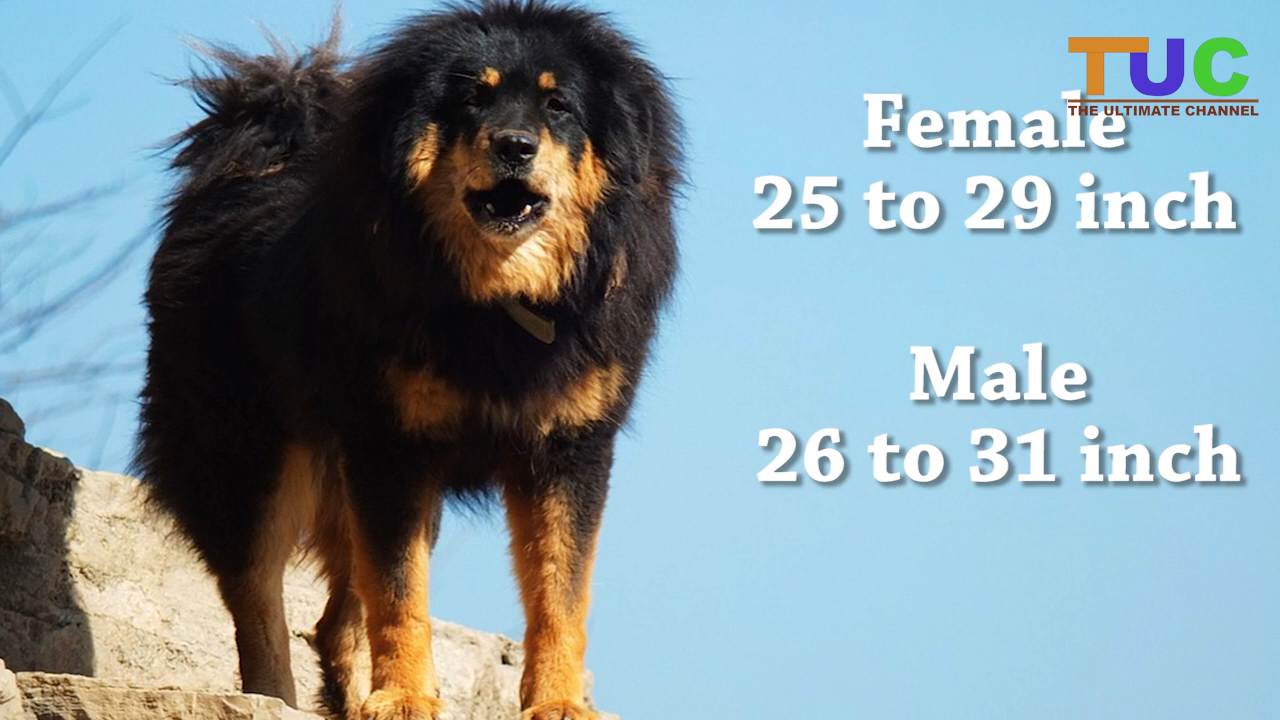 TUC
THE ULTIMATE CHANNEL
Female
25 to 29 inch
Male
26 to 31 inch